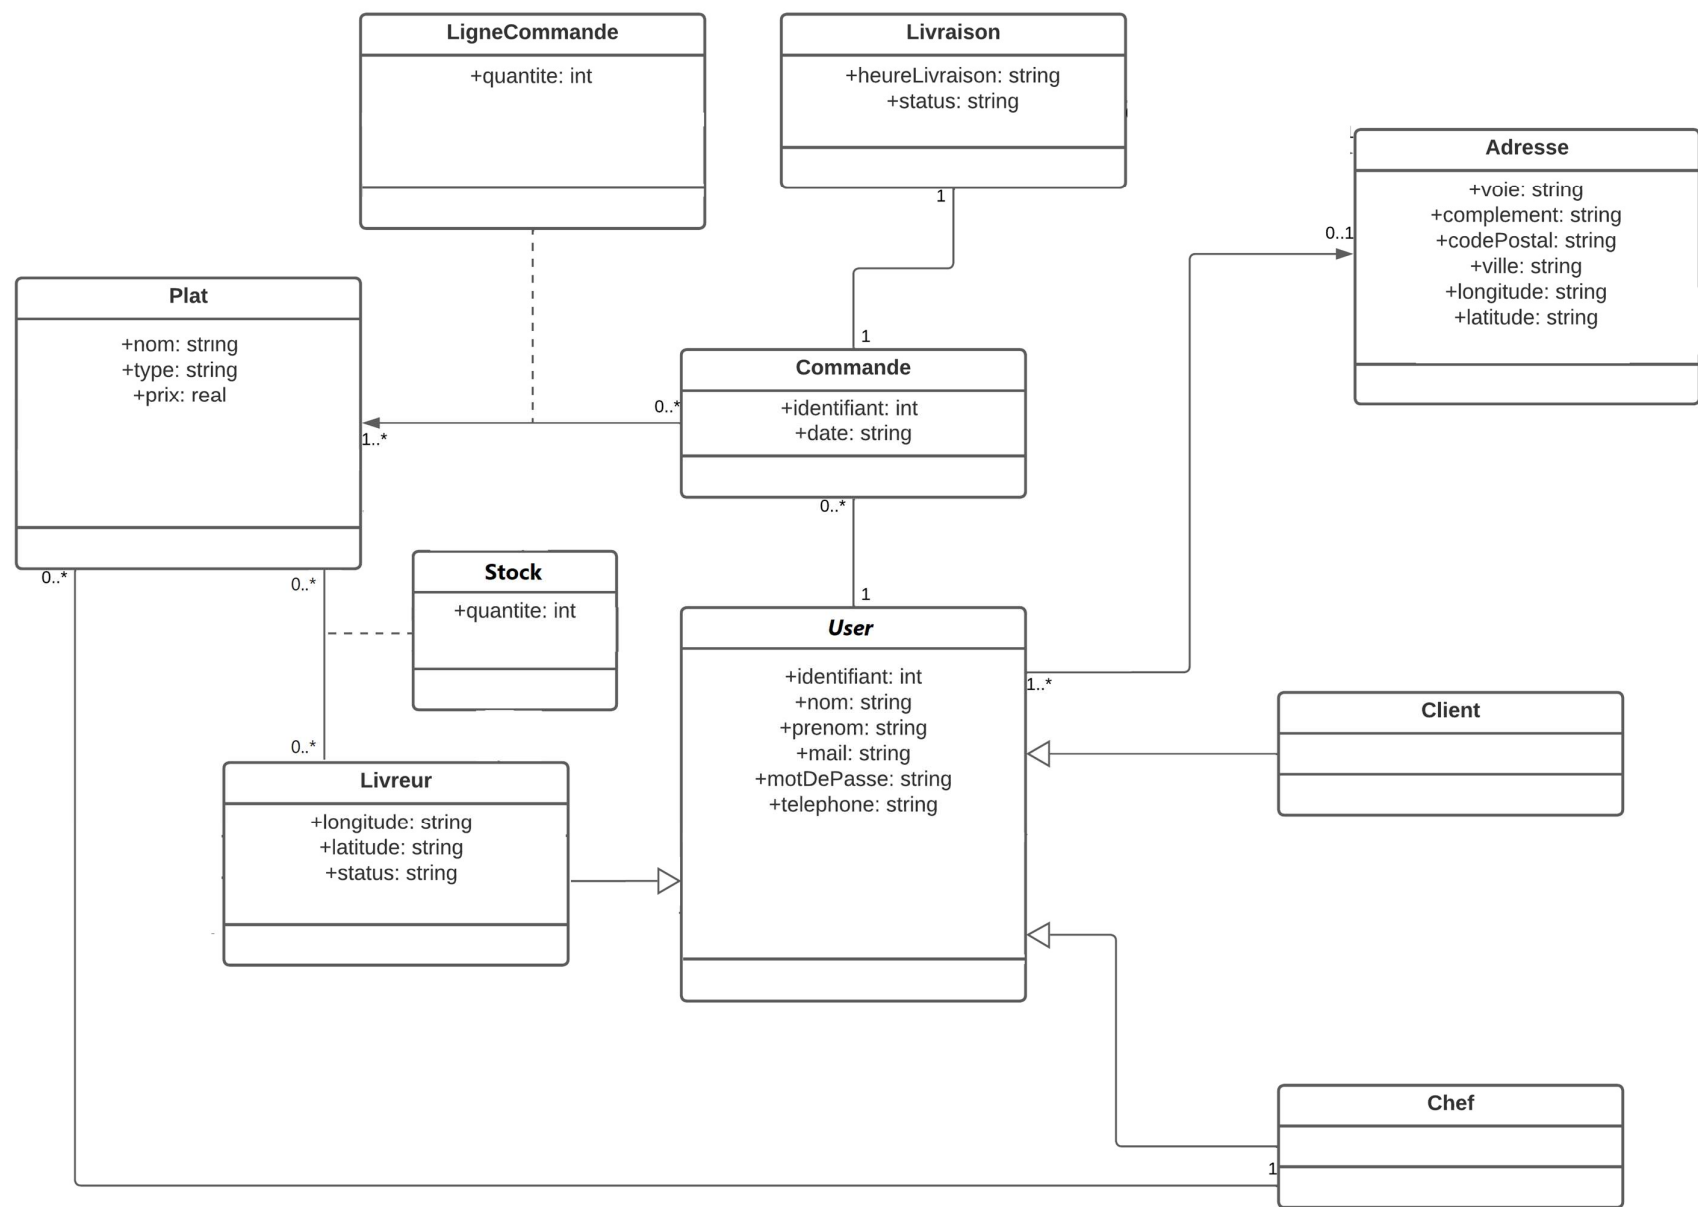 LigneCommande
+quantite: int
Livraison
+heureLivraison: string
+status: string
1
Adresse
+voie: string
+complement: string
+codePostal: string
+ville: string
+longitude: string
+latitude: string
0..1
Plat
+nom: string
+type: string
+prix: real
1
Commande
+identifiant: int
+date: string
0..*
1..*
0..*
1
0..*
0..*
Stock
+quantite: int
0..*
User
+identifiant: int
+nom: string
+prenom: string
+mail: string
+motDePasse: string
+telephone: string
1..*
Client
Livreur
+longitude: string
+latitude: string
+status: string
Chef
1